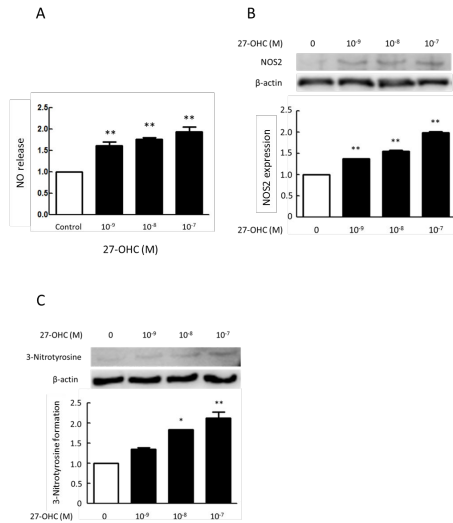 A
NO release
2.5
2.0
1.5
1.0
0.5
0.0
** ** **
Control 10-9 10-8 10-7
27-OHC (M)
B
27-OHC (M) 0 10-9 10-8 10-7
NOS2
β-actin
NOS2 expression
2.5
2.0
1.5
1.0
0.5
0
** ** **
27-OHC (M) 0 10-9 10-8 10-7
C
27-OHC (M) 0 10-9 10-8 10-7
3-Nitrotyrosine
β-actin
3-Nitrotyrosine formation
2.5
2.0
1.5
1.0
0.5
0
* **
27-OHC (M) 0 10-9 10-8 10-7